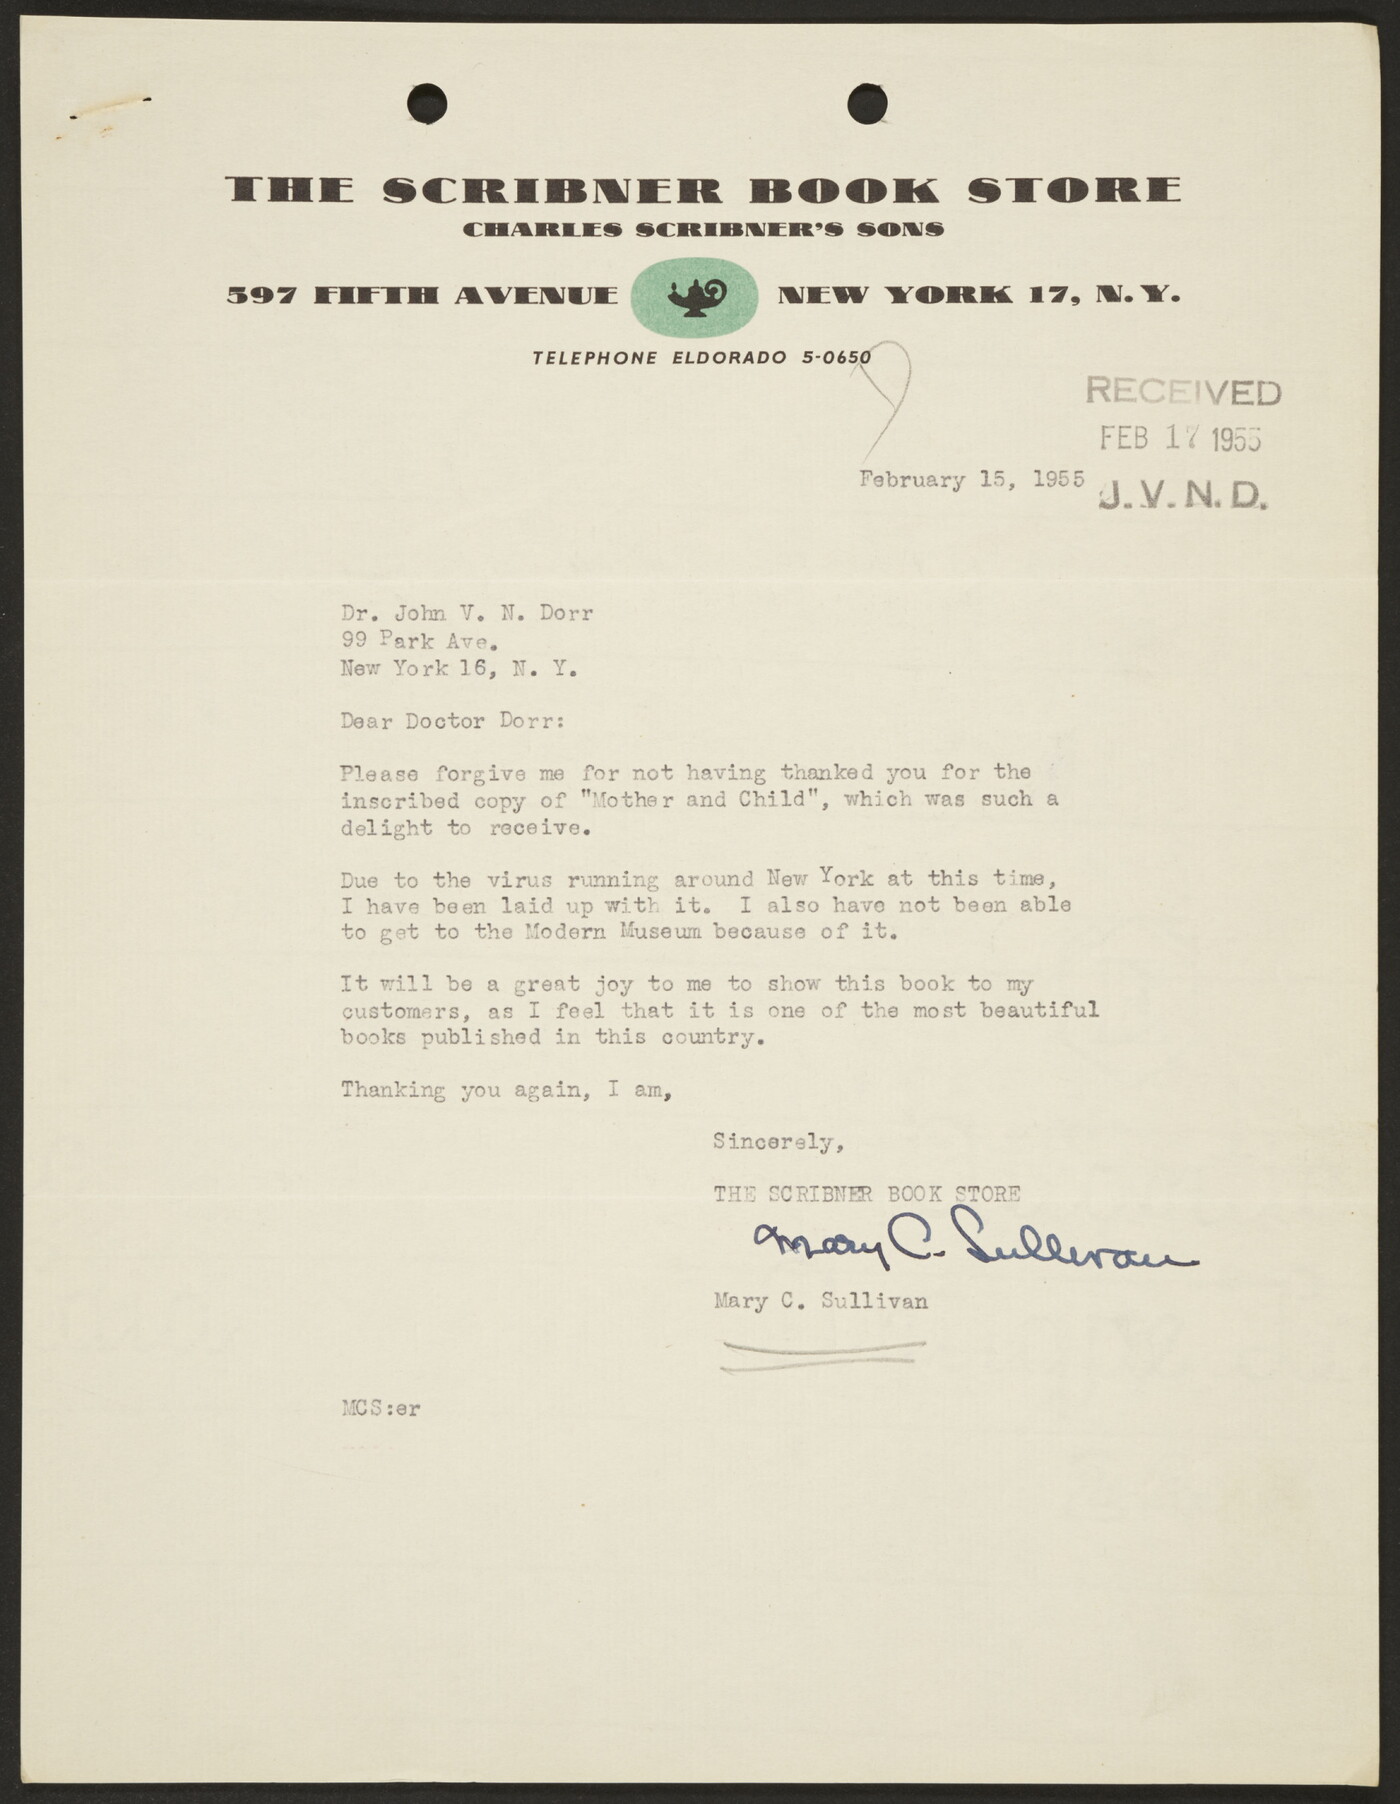 THE SCRIBNER BOOK STORE
CHARLES SCRIBNER'S SONS
597 FIFTH AVENUE NEW YORK 17, N.Y.
TELEPHONE ELDORADO 5-0650
RECEIVED
FEB 17 1955
J.V.N.D.
February 15, 1955
Dr. John V. N. Dorr
99 Park Ave.
New York 16, N. Y.
Dear Doctor Dorr:
Please forgive me for not having thanked you for the
inscribed copy of "Mother and Child", which was such a
delight to receive.
Due to the virus running around New York at this time,
I have been laid up with it. I also have not been able
to get to the Modern Museum because of it.
It will be a great joy to me to show this book to my
customers, as I feel that it is one of the most beautiful
books published in this country.
Thanking you again, I am,
Sincerely,
THE SCRIBNER BOOK STORE
Mary C. Sullivan
Mary C. Sullivan
MCS:er